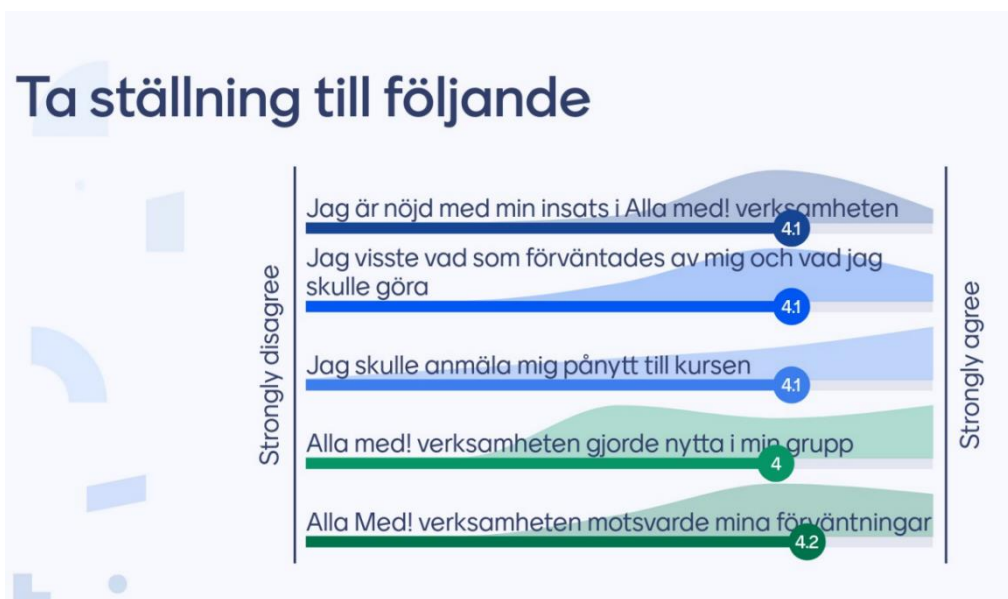 Ta ställning till följande
Strongly disagree
Jag är nöjd med min insats i Alla med! verksamheten
4.1
Jag visste vad som förväntades av mig och vad jag
skulle göra
4.1
Jag skulle anmäla mig pånytt till kursen
4.1
Alla med! verksamheten gjorde nytta i min grupp
4
Alla Med! verksamheten motsvarde mina förväntningar
4.2
Strongly agree